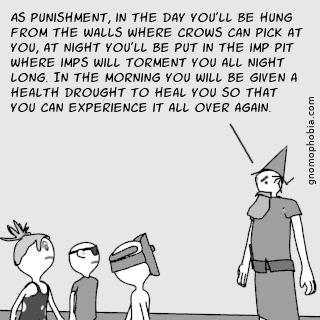 AS PUNISHMENT, IN THE DAY YOU'LL BE HUNG
FROM THE WALLS WHERE CROWS CAN PICK AT
YOU, AT NIGHT YOU'LL BE PUT IN THE IMP PIT
WHERE IMPS WILL TORMENT YOU ALL NIGHT
LONG. IN THE MORNING YOU WILL BE GIVEN A
HEALTH DROUGHT TO HEAL YOU SO THAT
YOU CAN EXPERIENCE IT ALL OVER AGAIN.
gnomophobia.com